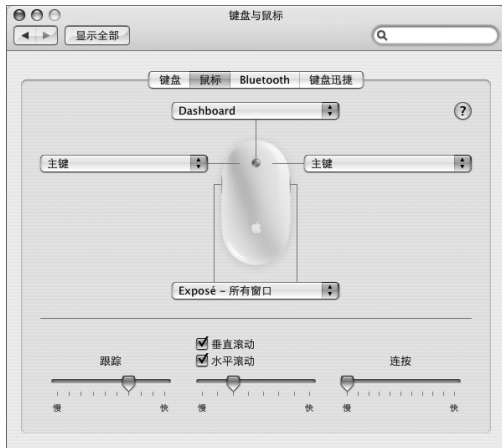 键盘与鼠标
显示全部
键盘 鼠标 Bluetooth 键盘迅捷
Dashboard
?
主键 主键
Exposé – 所有窗口
垂直滚动
跟踪 水平滚动 连按
慢 快 慢 快 慢 快